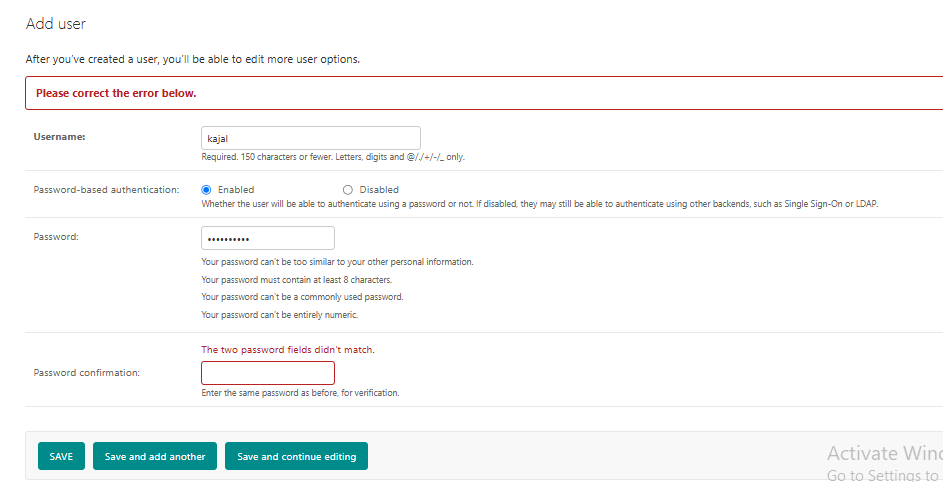 Add user
After you've created a user, you'll be able to edit more user options.
Please correct the error below.
Username:
kajal
Required. 150 characters or fewer. Letters, digits and @/./+/-/_ only.
Password-based authentication:
Enabled
Disabled
Whether the user will be able to authenticate using a password or not. If disabled, they may still be able to authenticate using other backends, such as Single Sign-On or LDAP.
Password:
••••••••••
Your password can't be too similar to your other personal information.
Your password must contain at least 8 characters.
Your password can't be a commonly used password.
Your password can't be entirely numeric.
The two password fields didn't match.
Password confirmation:
Enter the same password as before, for verification.
SAVE
Save and add another
Save and continue editing
Activate Winc
Go to Settings to